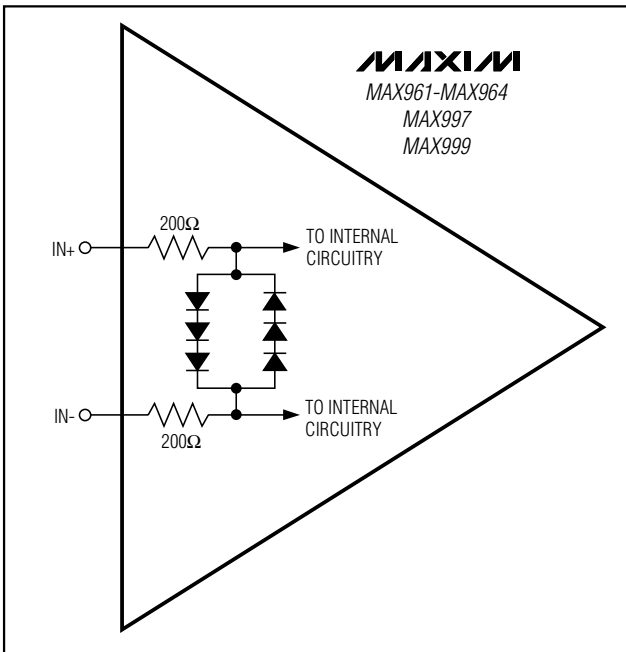 MAXIM
MAX961-MAX964
MAX997
MAX999
200Ω
IN+
TO INTERNAL
CIRCUITRY
IN-
TO INTERNAL
CIRCUITRY
200Ω